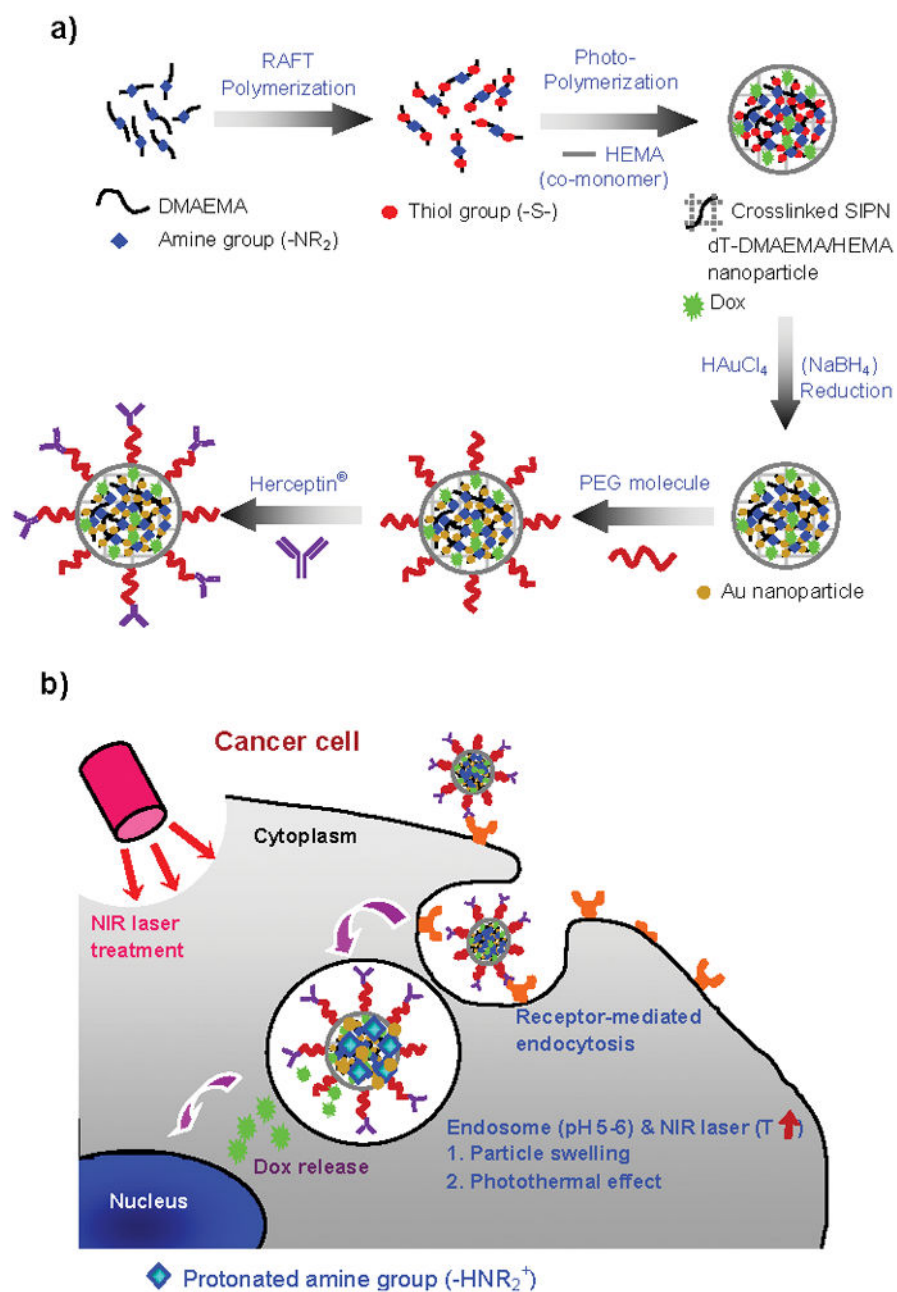 a)
RAFT
Polymerization
Photo-
Polymerization
HEMA
(co-monomer)
DMAEMA
Amine group (-NR₂)
Thiol group (-S-)
Crosslinked SIPN
dT-DMAEMA/HEMA
nanoparticle
Dox
HAuCl₄
(NaBH₄)
Reduction
PEG molecule
Herceptin®
Au nanoparticle
b)
Cancer cell
Cytoplasm
NIR laser
treatment
Receptor-mediated
endocytosis
Endosome (pH 5-6) & NIR laser (T )
1. Particle swelling
2. Photothermal effect
Dox release
Nucleus
Protonated amine group (-HNR₂⁺)